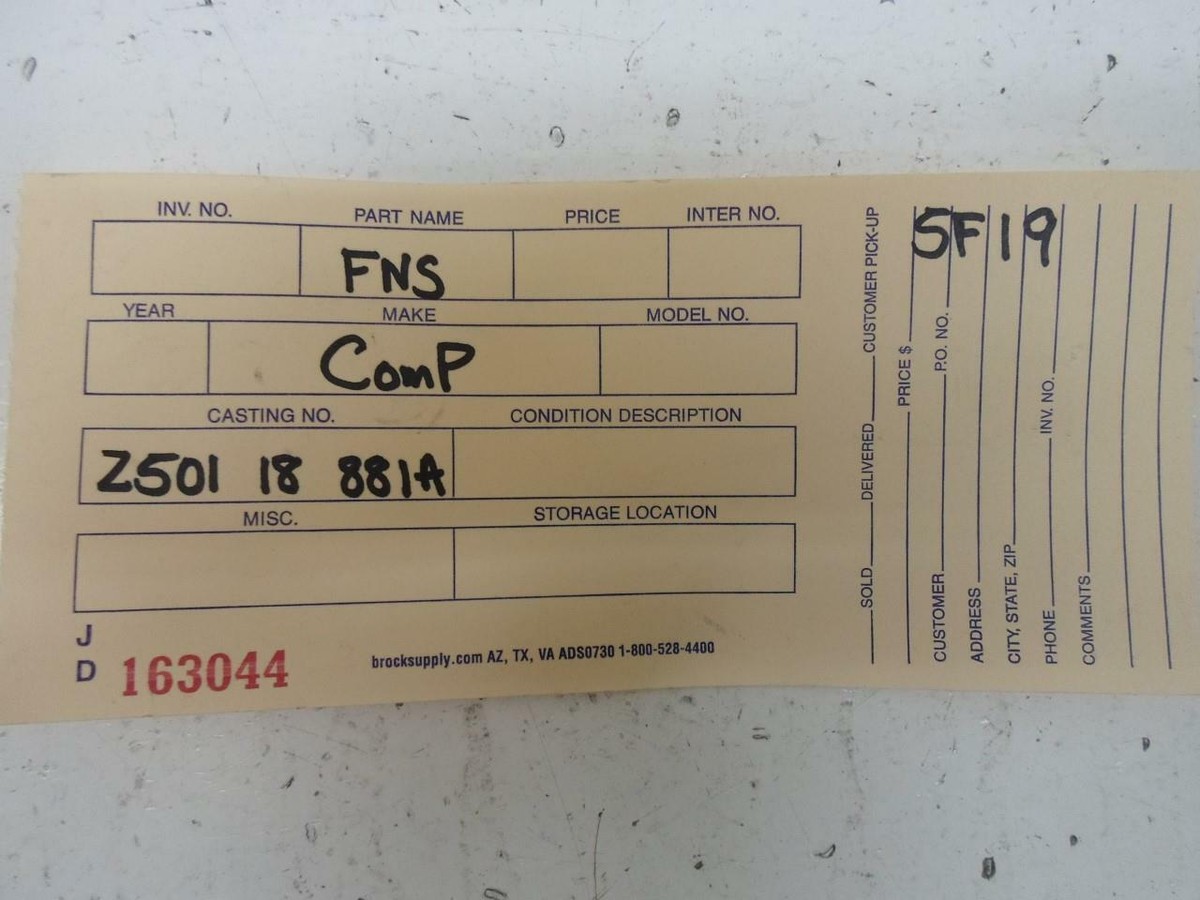 INV. NO. PART NAME PRICE INTER NO.
FNS
YEAR MAKE MODEL NO.
ComP
CASTING NO. CONDITION DESCRIPTION
Z501 18 881A
MISC. STORAGE LOCATION
J
D 163044
brocksupply.com AZ, TX, VA ADS0730 1-800-528-4400
5F19
SOLD DELIVERED CUSTOMER PICK-UP
PRICE $
CUSTOMER P.O. NO.
ADDRESS
CITY, STATE, ZIP
PHONE INV. NO.
COMMENTS